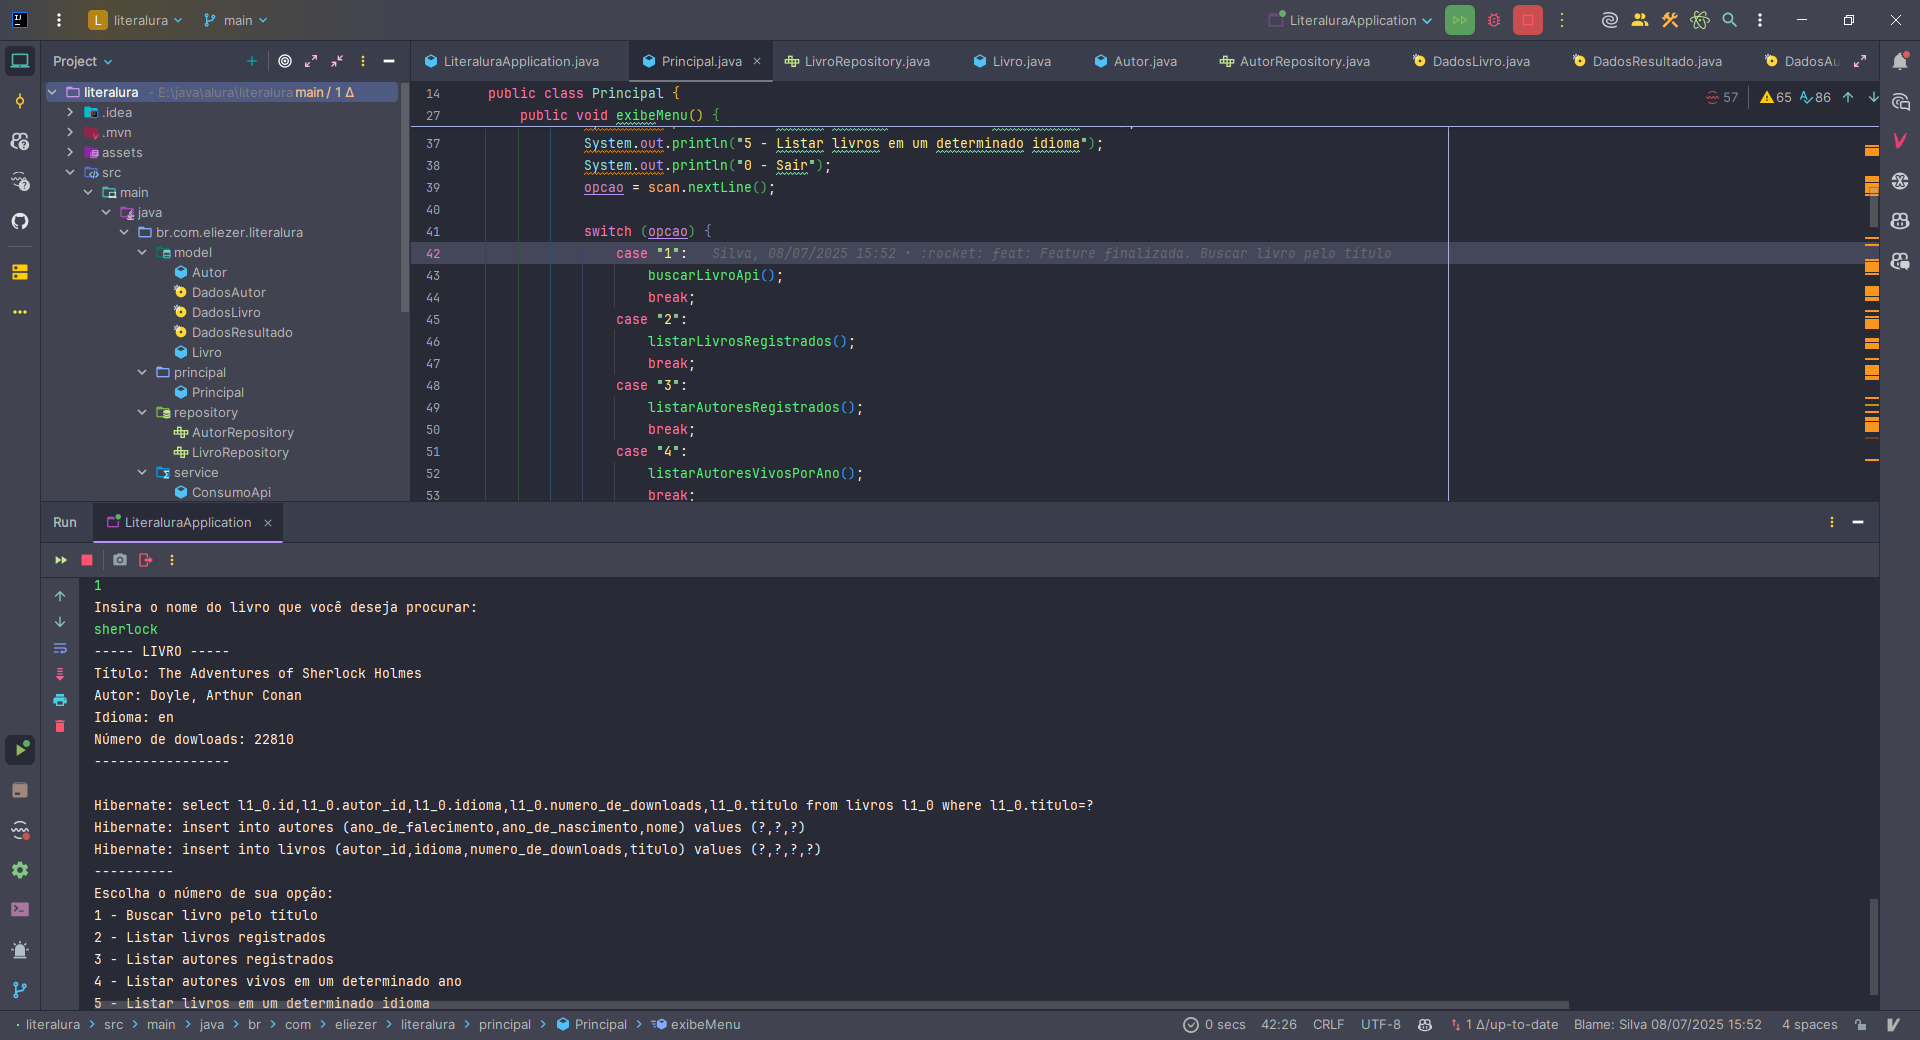 literalura
main
LiteraluraApplication
Project
LiteraluraApplication.java
Principal.java
LivroRepository.java
Livro.java
Autor.java
AutorRepository.java
DadosLivro.java
DadosResultado.java
DadosAu
literalura - E:\java\alura\literalura main / 1 Δ
.idea
.mvn
assets
src
main
java
br.com.eliezer.literalura
model
Autor
DadosAutor
DadosLivro
DadosResultado
Livro
principal
Principal
repository
AutorRepository
LivroRepository
service
ConsumoApi
57 65 86
14 public class Principal {
27 public void exibeMenu() {
37 System.out.println("5 - Listar livros em um determinado idioma");
38 System.out.println("0 - Sair");
39 opcao = scan.nextLine();
40
41 switch (opcao) {
42 case "1": Silva, 08/07/2025 15:52 • :rocket: feat: Feature finalizada. Buscar livro pelo título
43 buscarLivroApi();
44 break;
45 case "2":
46 listarLivrosRegistrados();
47 break;
48 case "3":
49 listarAutoresRegistrados();
50 break;
51 case "4":
52 listarAutoresVivosPorAno();
53 break;
Run
LiteraluraApplication
1
Insira o nome do livro que você deseja procurar:
sherlock
----- LIVRO -----
Título: The Adventures of Sherlock Holmes
Autor: Doyle, Arthur Conan
Idioma: en
Número de dowloads: 22810
-----------------
Hibernate: select l1_0.id,l1_0.autor_id,l1_0.idioma,l1_0.numero_de_downloads,l1_0.titulo from livros l1_0 where l1_0.titulo=?
Hibernate: insert into autores (ano_de_falecimento,ano_de_nascimento,nome) values (?,?,?)
Hibernate: insert into livros (autor_id,idioma,numero_de_downloads,titulo) values (?,?,?,?)
----------
Escolha o número de sua opção:
1 - Buscar livro pelo título
2 - Listar livros registrados
3 - Listar autores registrados
4 - Listar autores vivos em um determinado ano
5 - Listar livros em um determinado idioma
literalura > src > main > java > br > com > eliezer > literalura > principal > Principal > exibeMenu
0 secs
42:26
CRLF
UTF-8
1 Δ/up-to-date
Blame: Silva 08/07/2025 15:52
4 spaces